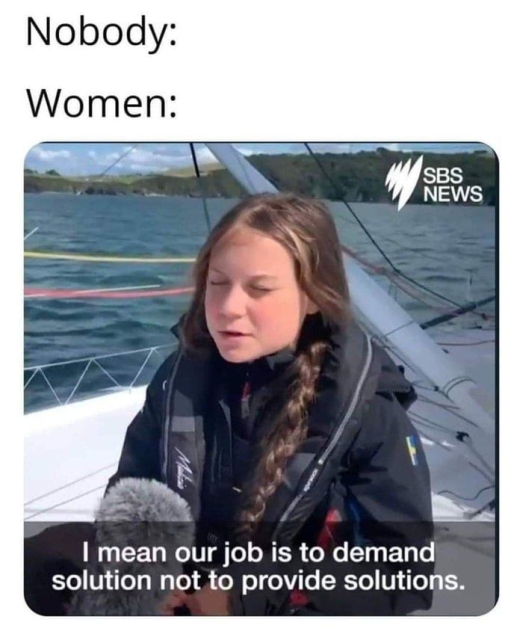 Nobody:
Women:
SBS
NEWS
I mean our job is to demand
solution not to provide solutions.